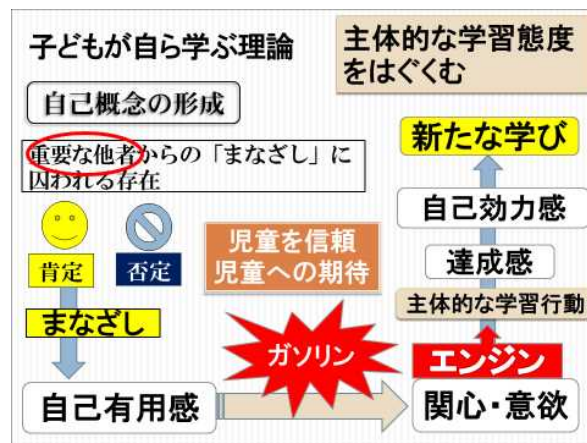 子どもが自ら学ぶ理論
主体的な学習態度
をはぐくむ
自己概念の形成
重要な他者からの「まなざし」に
囚われる存在
肯定
否定
まなざし
自己有用感
児童を信頼
児童への期待
ガソリン
新たな学び
自己効力感
達成感
主体的な学習行動
エンジン
関心・意欲